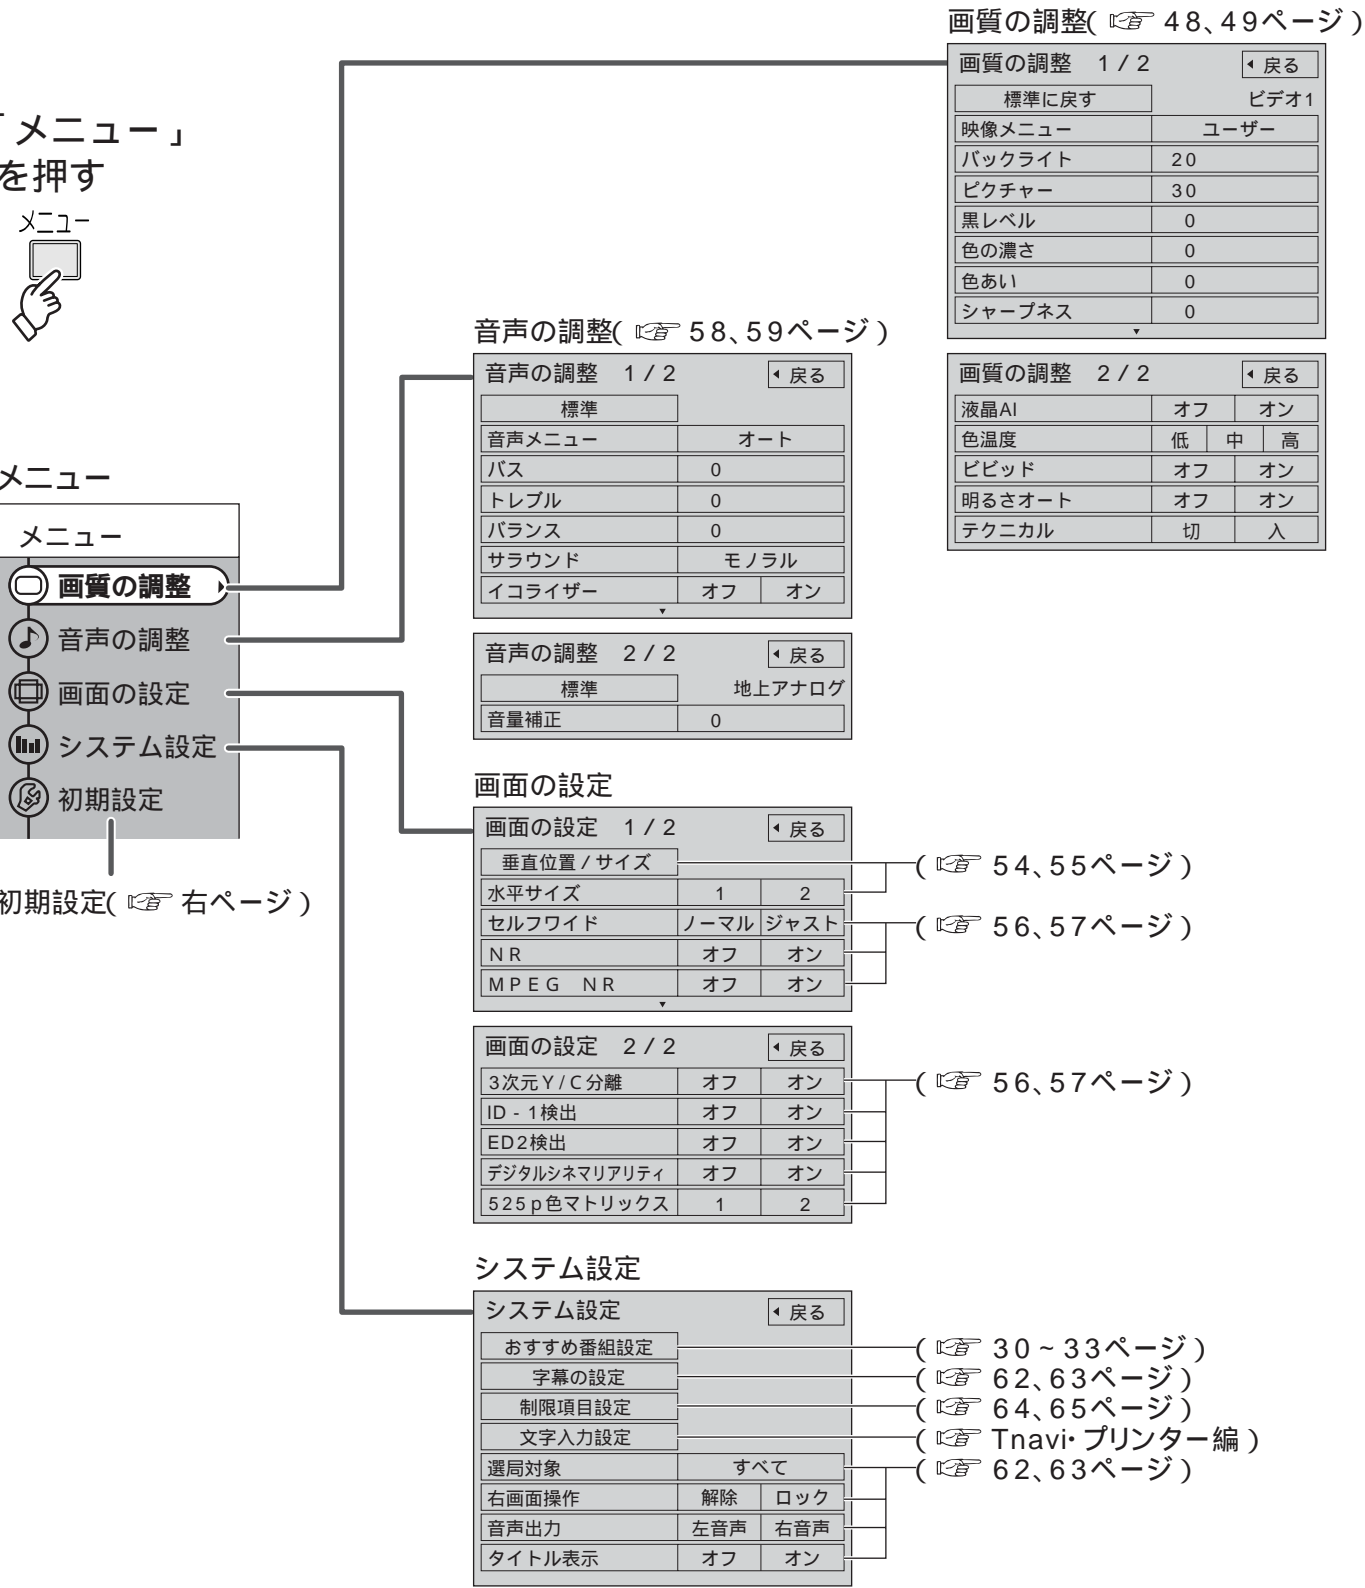 「メニュー」
を押す
メニュー
メニュー
メニュー
画質の調整
音声の調整
画面の設定
システム設定
初期設定
初期設定(☞右ページ)
画質の調整(☞48、49ページ)
画質の調整 1/2 戻る
標準に戻す ビデオ1
映像メニュー ユーザー
バックライト 20
ピクチャー 30
黒レベル 0
色の濃さ 0
色あい 0
シャープネス 0
画質の調整 2/2 戻る
液晶AI オフ オン
色温度 低 中 高
ビビッド オフ オン
明るさオート オフ オン
テクニカル 切 入
音声の調整(☞58、59ページ)
音声の調整 1/2 戻る
標準
音声メニュー オート
バス 0
トレブル 0
バランス 0
サラウンド モノラル
イコライザー オフ オン
音声の調整 2/2 戻る
標準 地上アナログ
音量補正 0
画面の設定
画面の設定 1/2 戻る
垂直位置/サイズ (☞54、55ページ)
水平サイズ 1 2
セルフワイド ノーマル ジャスト (☞56、57ページ)
NR オフ オン
MPEG NR オフ オン
画面の設定 2/2 戻る
3次元Y/C分離 オフ オン (☞56、57ページ)
ID-1検出 オフ オン
ED2検出 オフ オン
デジタルシネマリアリティ オフ オン
525p色マトリックス 1 2
システム設定
システム設定 戻る
おすすめ番組設定 (☞30~33ページ)
字幕の設定 (☞62、63ページ)
制限項目設定 (☞64、65ページ)
文字入力設定 (☞Tnavi・プリンター編)
選局対象 すべて (☞62、63ページ)
右画面操作 解除 ロック
音声出力 左音声 右音声
タイトル表示 オフ オン